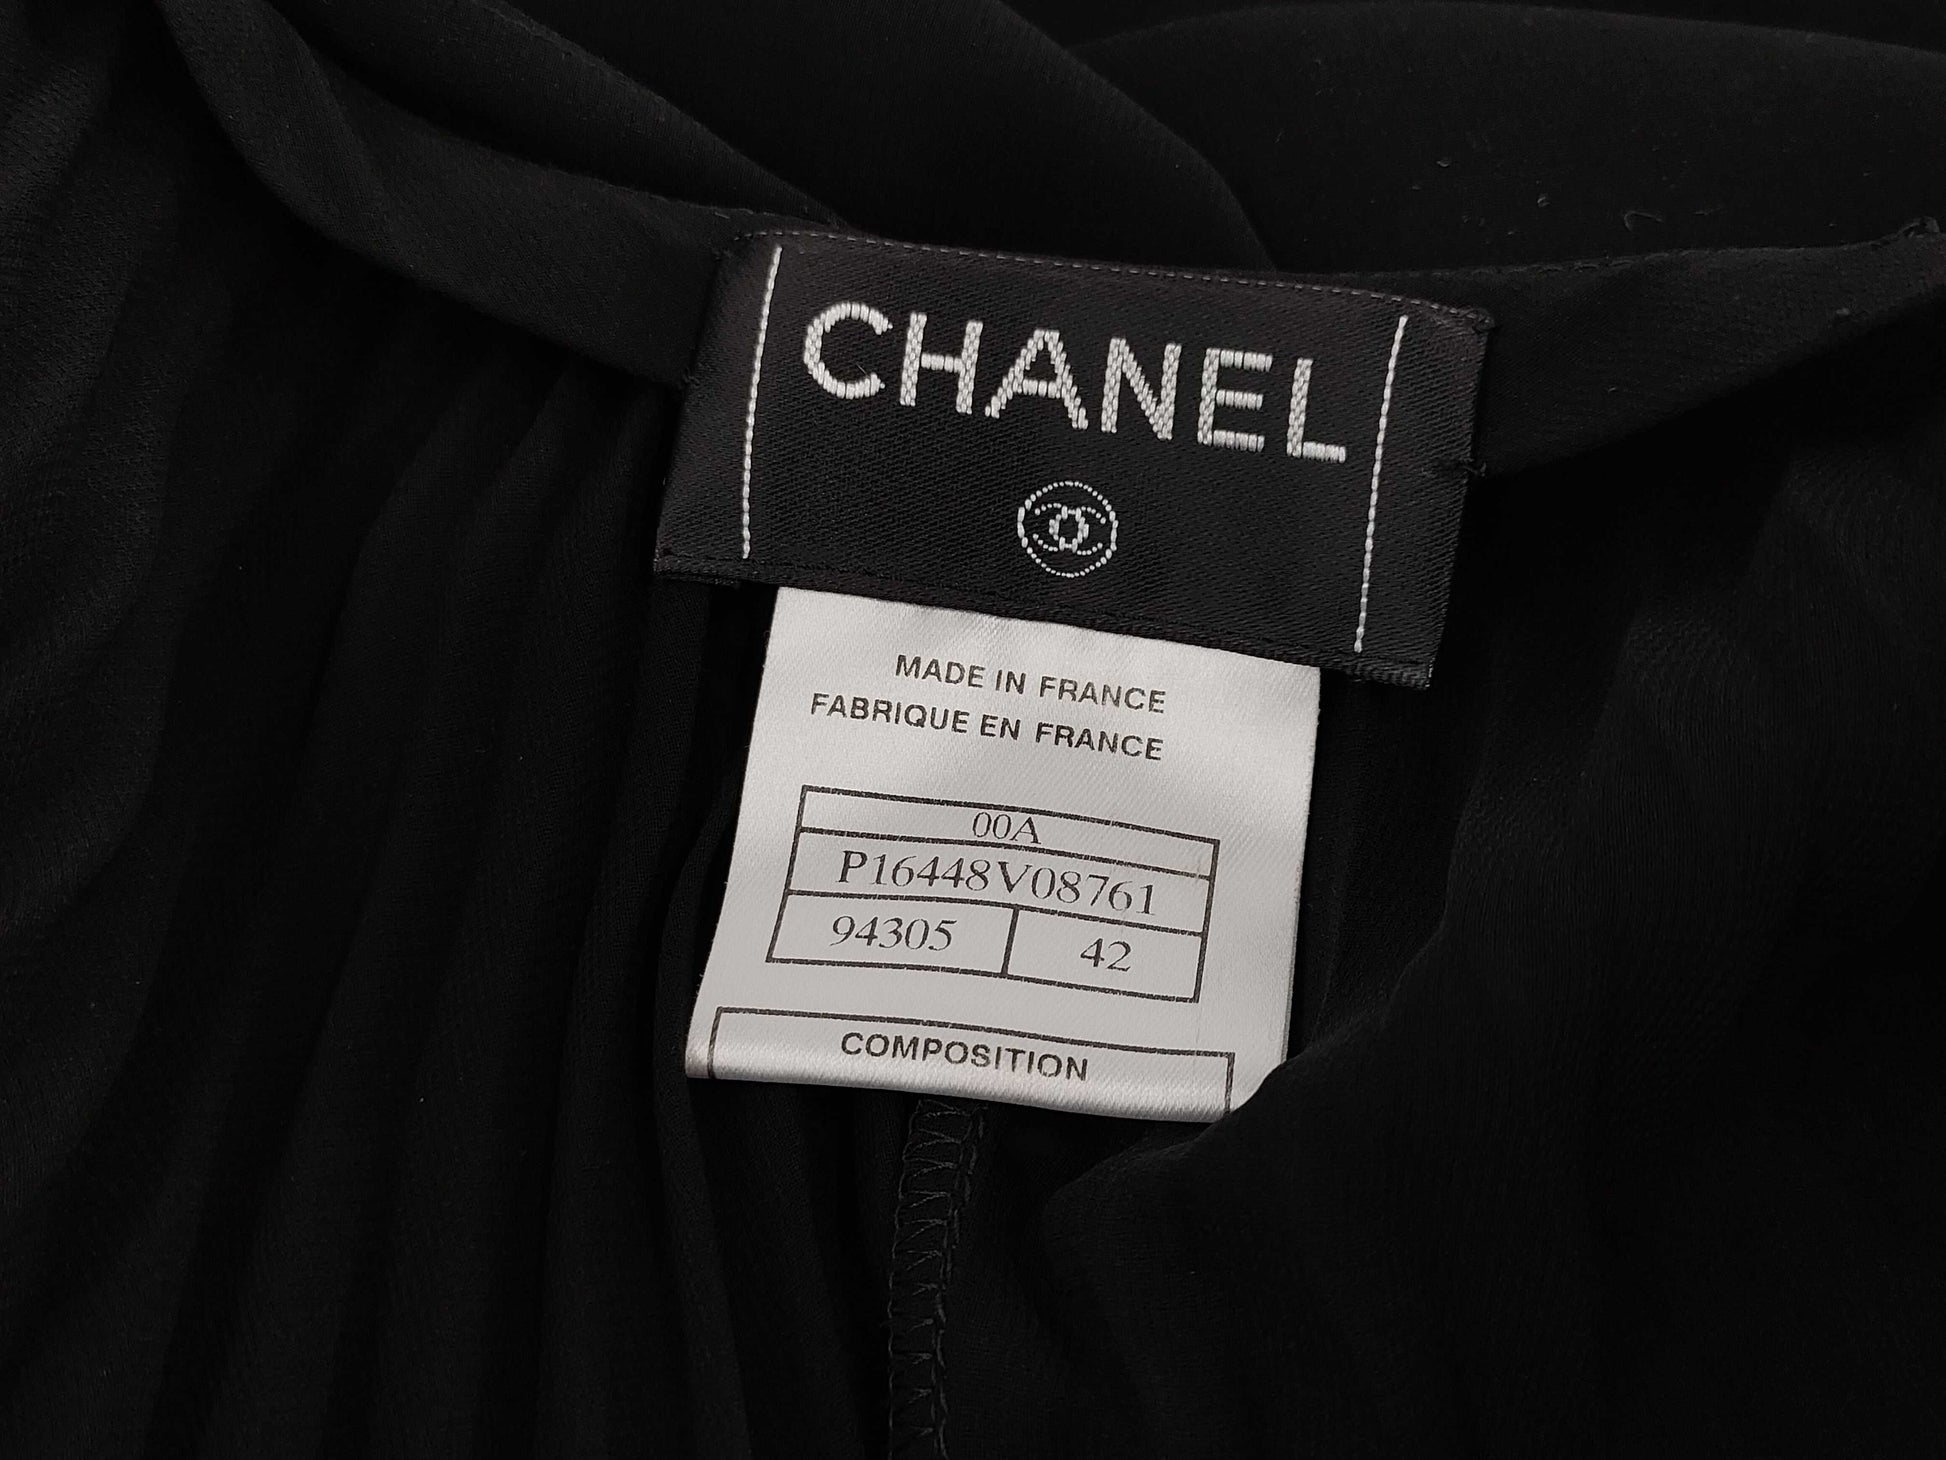 CHANEL
MADE IN FRANCE
FABRIQUE EN FRANCE
00A
P16448V08761
94305 42
COMPOSITION